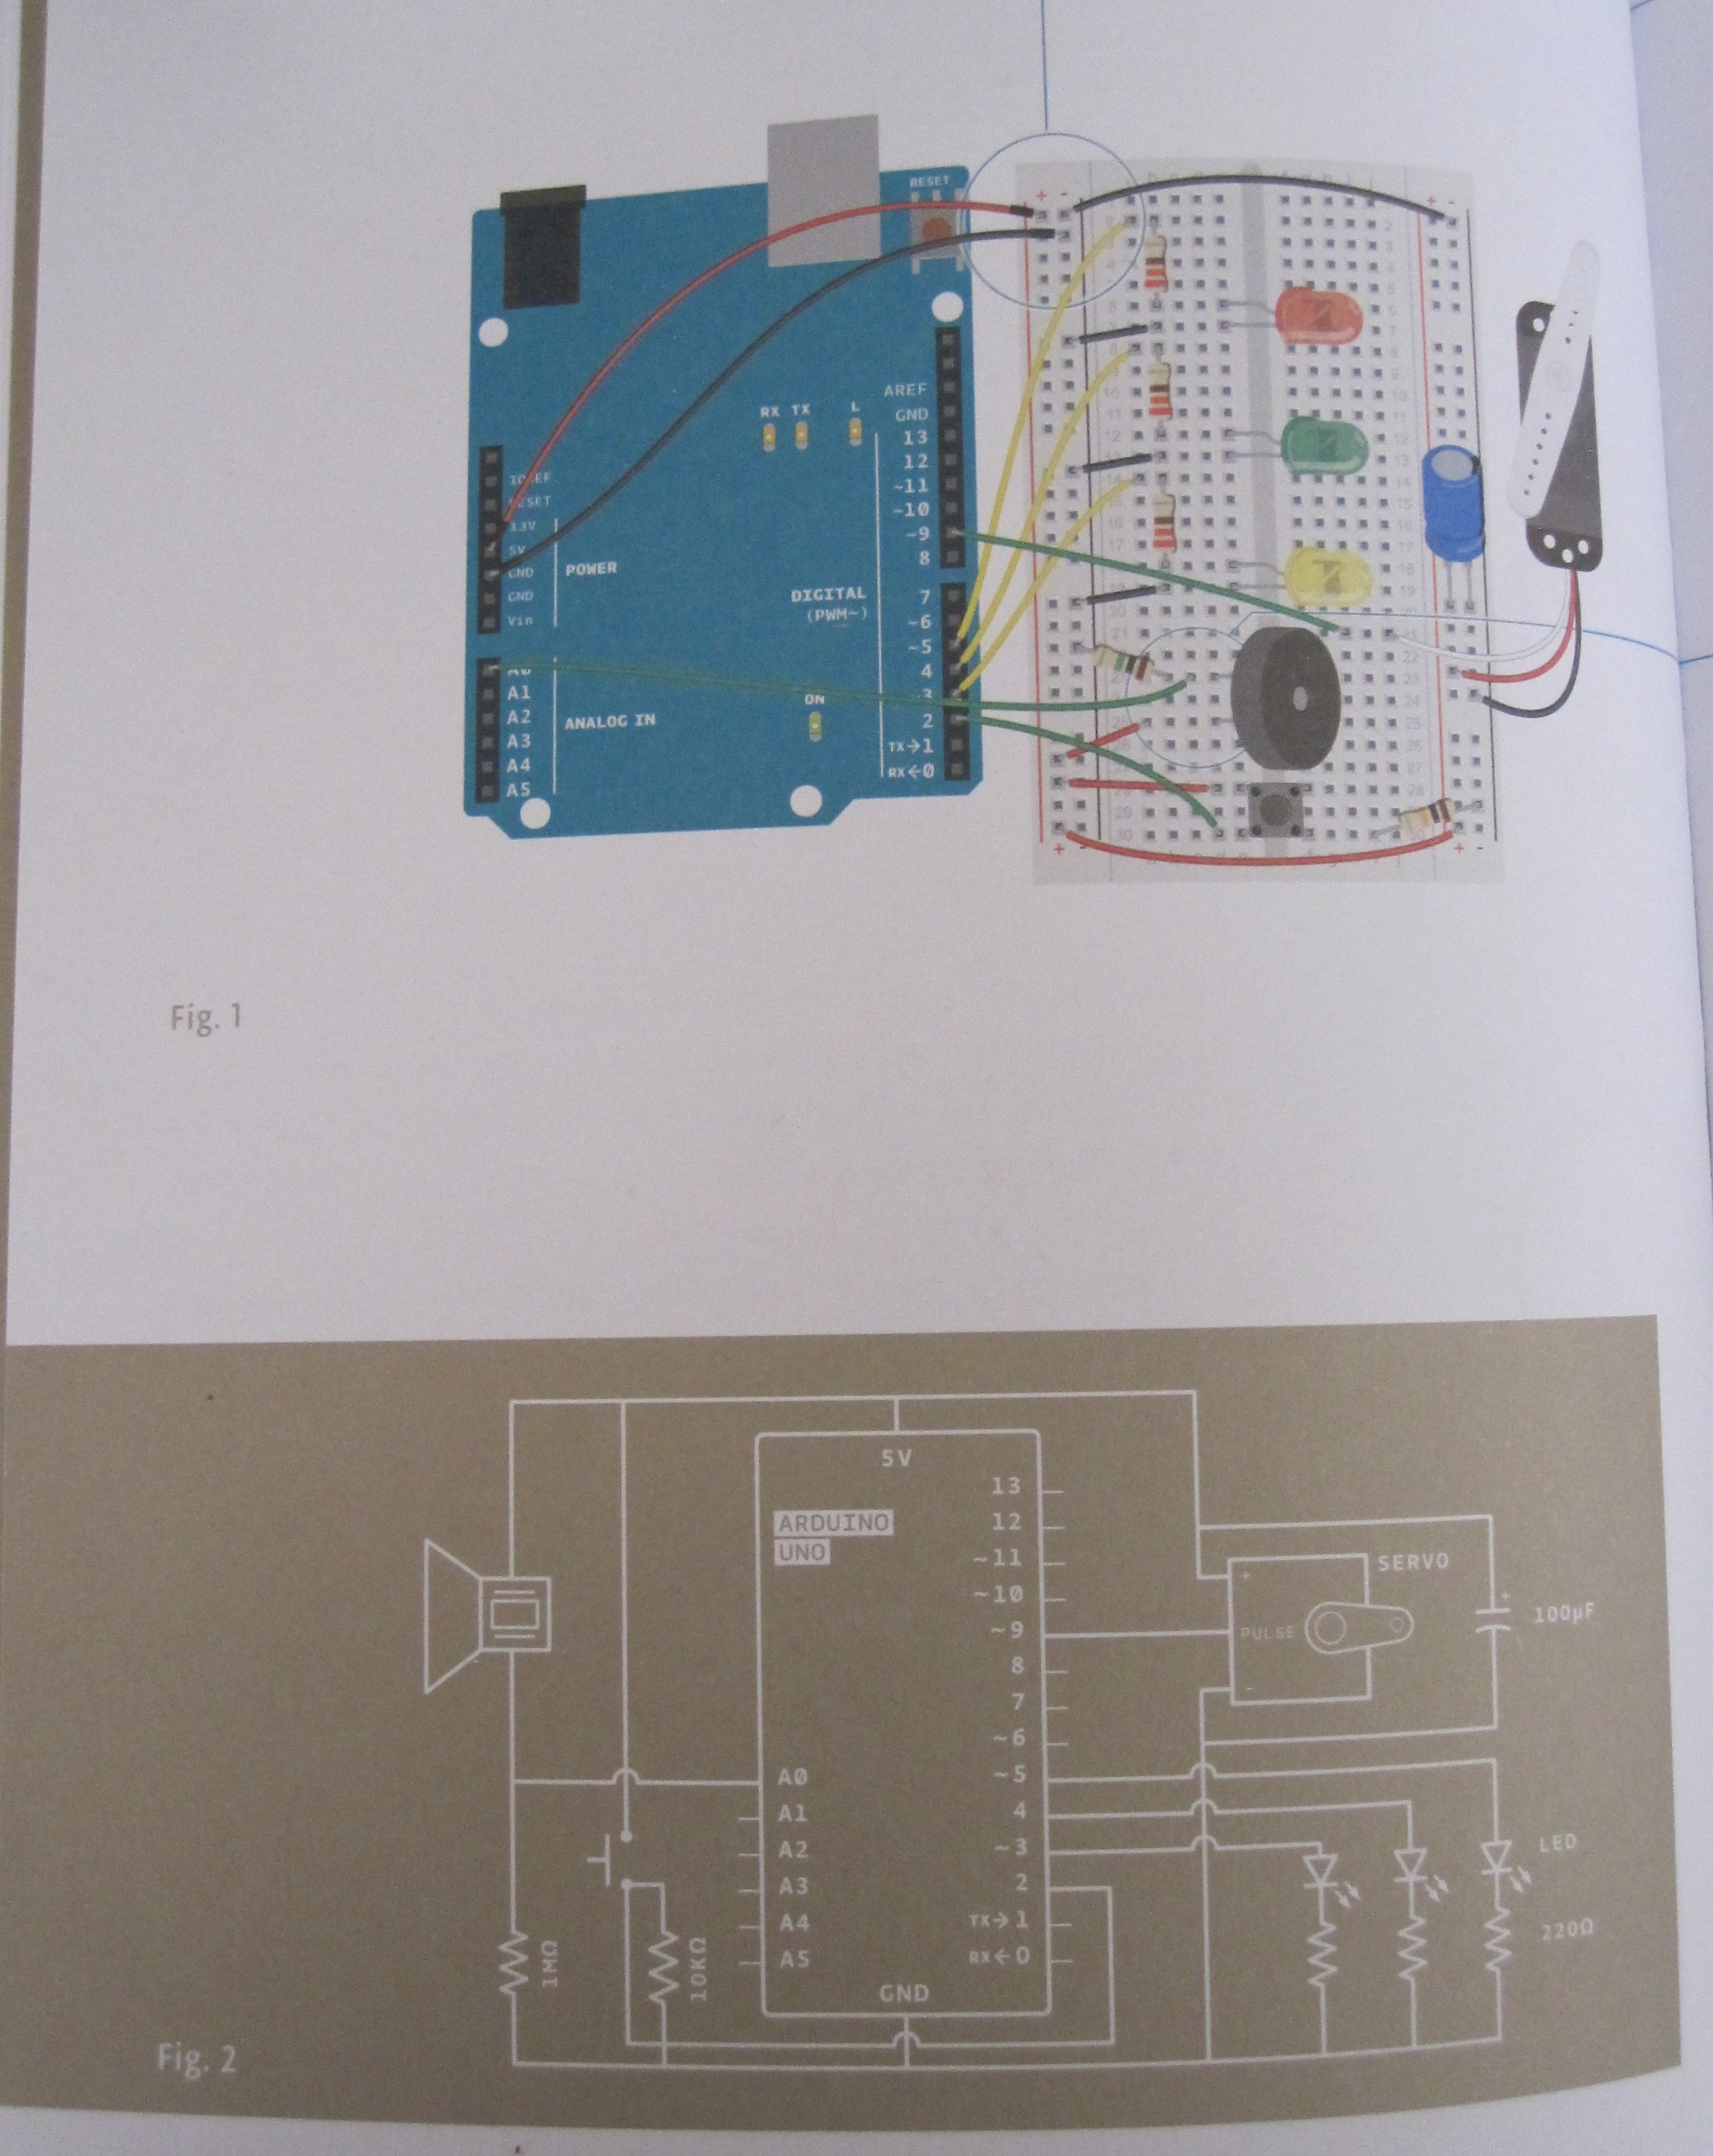 RESET
+ -
+ -
AREF
GND
RX TX L
13
12
~11
~10
~9
8
IOREF
RESET
3.3V
5V
GND
GND
Vin
POWER
DIGITAL
(PWM~)
7
~6
~5
4
~3
2
TX→1
RX←0
A0
A1
A2
A3
A4
A5
ANALOG IN
ON
+ -
+ -
Fig. 1
5V
ARDUINO
UNO
13
12
~11
~10
~9
8
7
~6
~5
4
~3
2
TX→1
RX←0
A0
A1
A2
A3
A4
A5
GND
SERVO
+
PULSE
-
+
100µF
LED
220Ω
1MΩ
10KΩ
Fig. 2